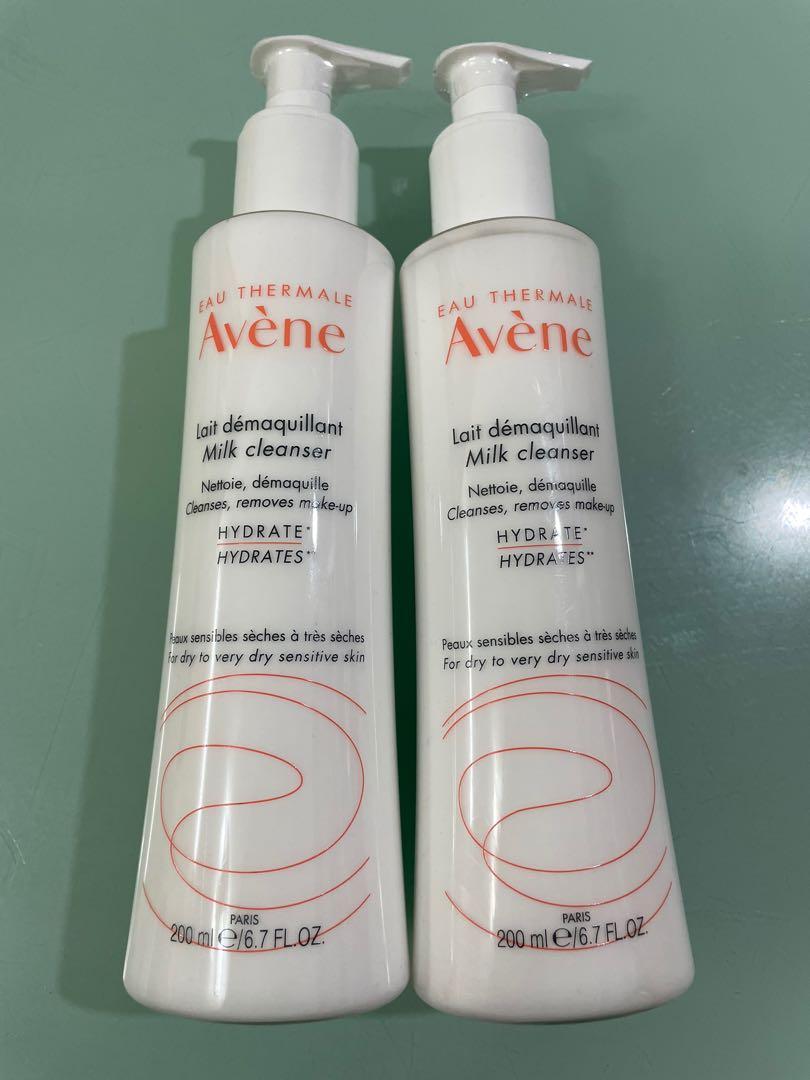 EAU THERMALE
Avène
Lait démaquillant
Milk cleanser
Nettoie, démaquille
Cleanses, removes make-up
HYDRATE*
HYDRATES**
Peaux sensibles sèches à très sèches
For dry to very dry sensitive skin
PARIS
200 ml ℮/6.7 FL.OZ.
EAU THERMALE
Avène
Lait démaquillant
Milk cleanser
Nettoie, démaquille
Cleanses, removes make-up
HYDRATE*
HYDRATES**
Peaux sensibles sèches à très sèches
For dry to very dry sensitive skin
PARIS
200 ml ℮/6.7 FL.OZ.